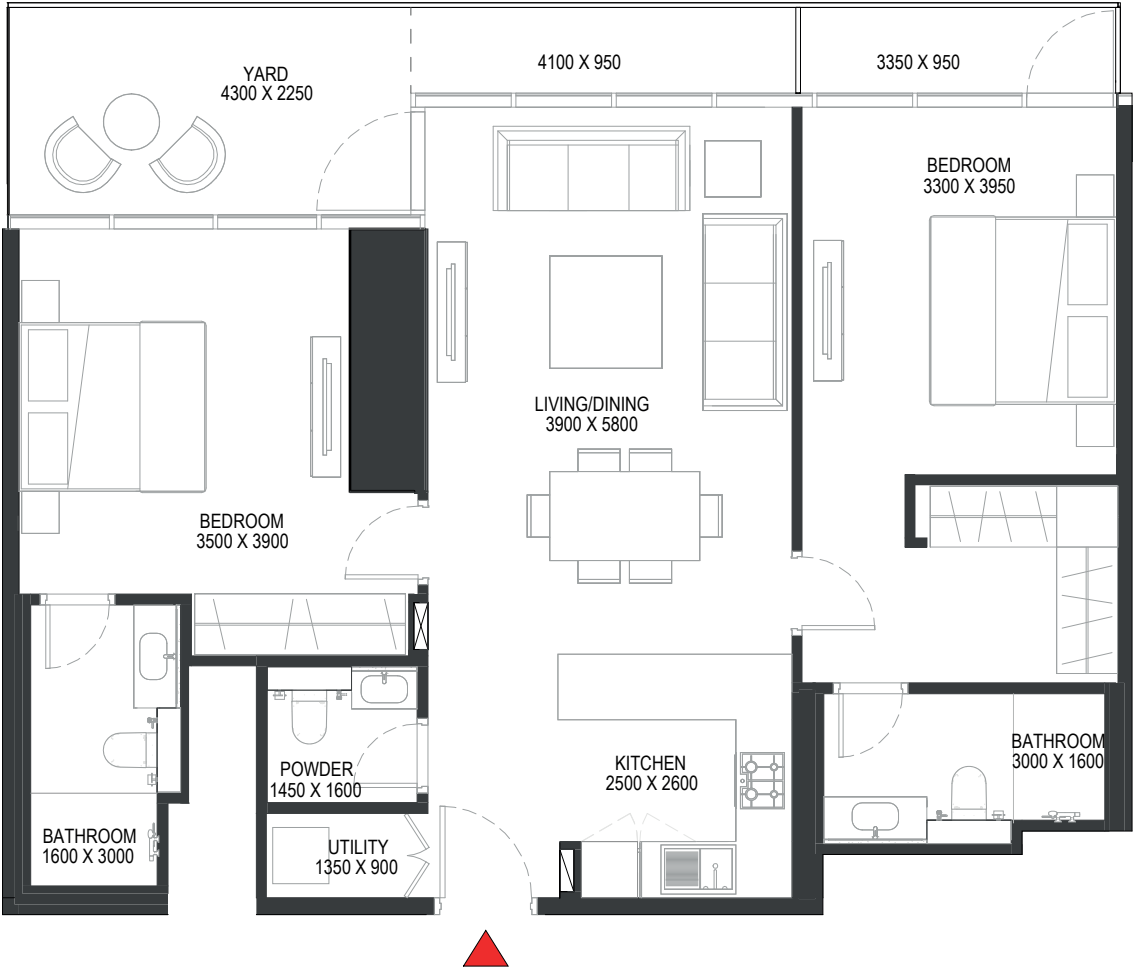 YARD
4300 X 2250
4100 X 950
3350 X 950
BEDROOM
3300 X 3950
LIVING/DINING
3900 X 5800
BEDROOM
3500 X 3900
KITCHEN
2500 X 2600
BATHROOM
3000 X 1600
POWDER
1450 X 1600
BATHROOM
1600 X 3000
UTILITY
1350 X 900